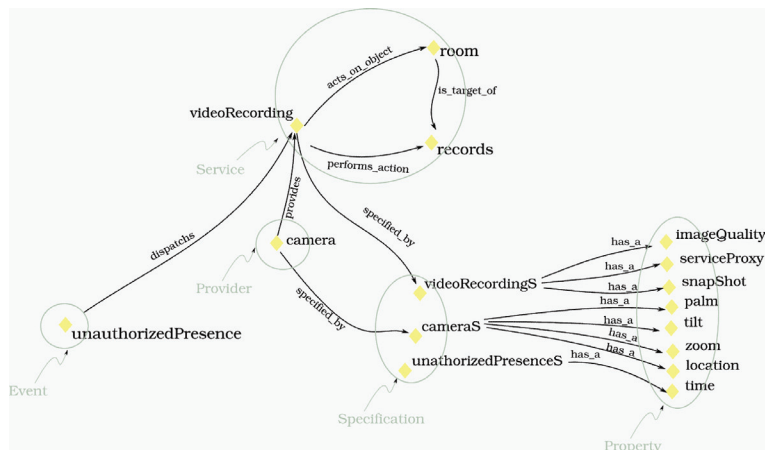 room
acts_on_object
is_target_of
videoRecording
records
performs_action
Service
provides
specified_by
dispatchs
camera
Provider
specified_by
imageQuality
has_a
serviceProxy
has_a
videoRecordingS
snapShot
has_a
palm
has_a
cameraS
tilt
has_a
unauthorizedPresence
zoom
has_a
unathorizedPresenceS
has_a
has_a
location
time
Event
Specification
Property